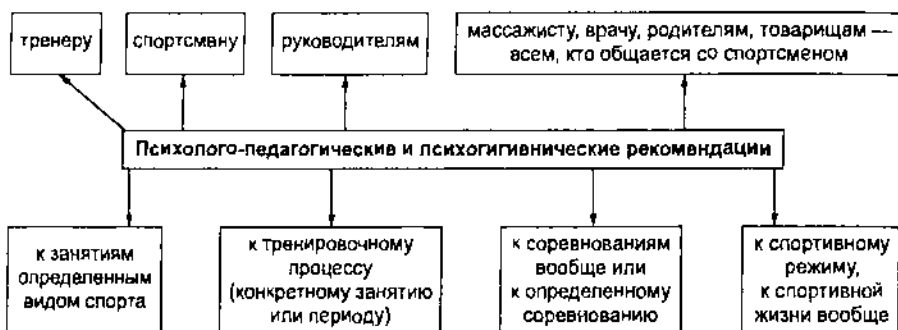 тренеру
спортсмену
руководителям
массажисту, врачу, родителям, товарищам —
всем, кто общается со спортсменом
Психолого-педагогические и психогигиенические рекомендации
к занятиям
определенным
видом спорта
к тренировочному
процессу
(конкретному занятию
или периоду)
к соревнованиям
вообще или
к определенному
соревнованию
к спортивному
режиму,
к спортивной
жизни вообще